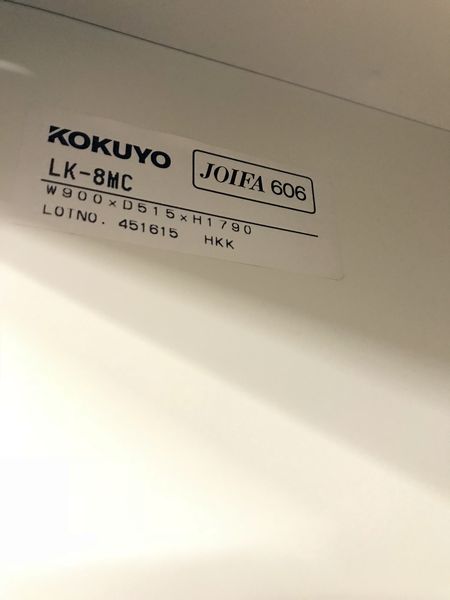 KOKUYO
JOIFA 606
LK-8MC
W900×D515×H1790
LOTNO. 451615 HKK